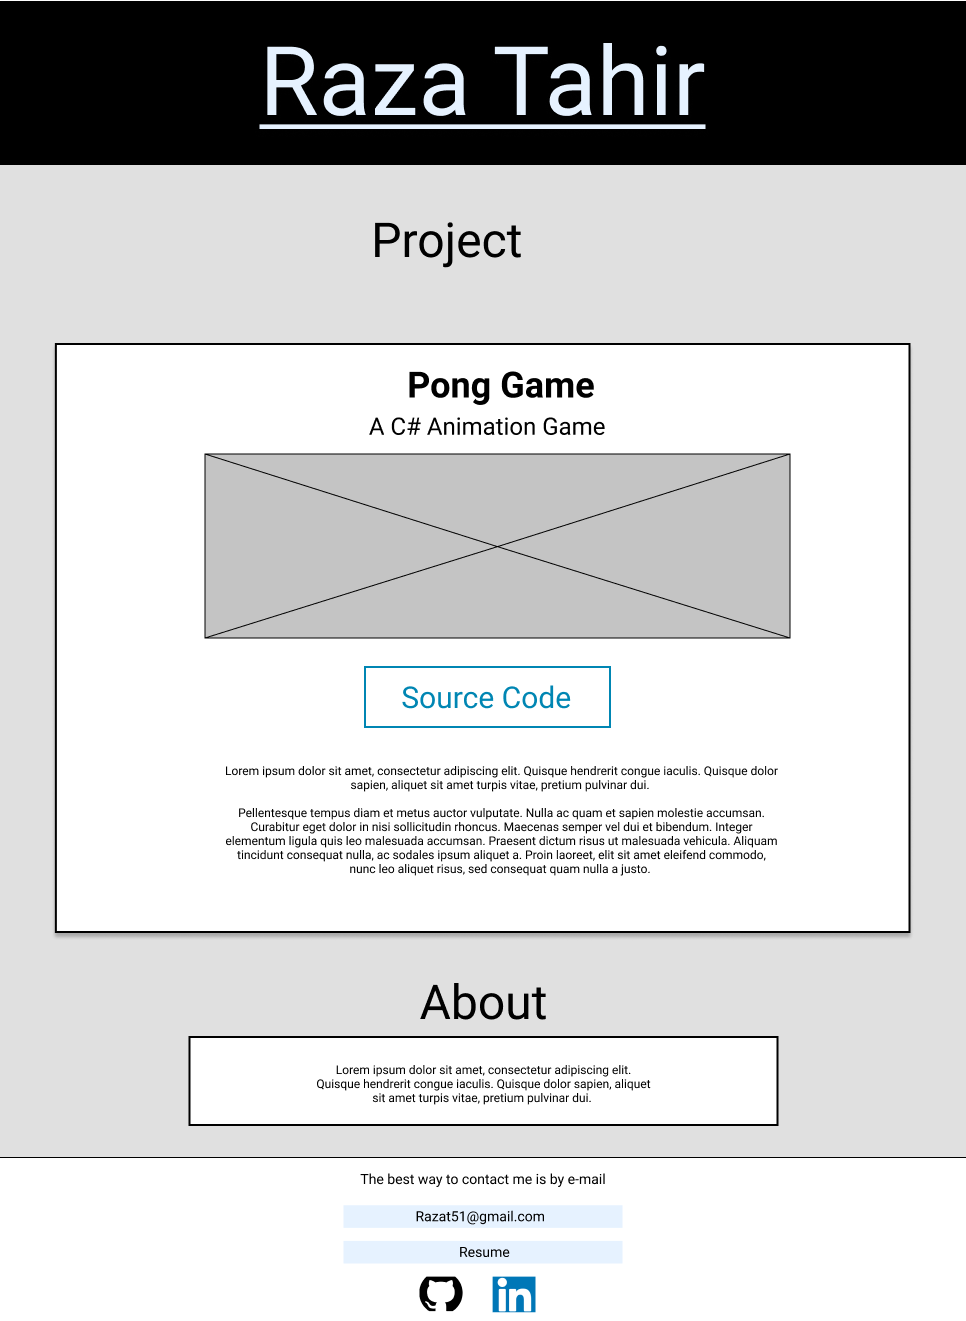 Raza Tahir
Project
Pong Game
A C# Animation Game
Source Code
Lorem ipsum dolor sit amet, consectetur adipiscing elit. Quisque hendrerit congue iaculis. Quisque dolor
sapien, aliquet sit amet turpis vitae, pretium pulvinar dui.
Pellentesque tempus diam et metus auctor vulputate. Nulla ac quam et sapien molestie accumsan.
Curabitur eget dolor in nisi sollicitudin rhoncus. Maecenas semper vel dui et bibendum. Integer
elementum ligula quis leo malesuada accumsan. Praesent dictum risus ut malesuada vehicula. Aliquam
tincidunt consequat nulla, ac sodales ipsum aliquet a. Proin laoreet, elit sit amet eleifend commodo,
nunc leo aliquet risus, sed consequat quam nulla a justo.
About
Lorem ipsum dolor sit amet, consectetur adipiscing elit.
Quisque hendrerit congue iaculis. Quisque dolor sapien, aliquet
sit amet turpis vitae, pretium pulvinar dui.
The best way to contact me is by e-mail
Razat51@gmail.com
Resume
in